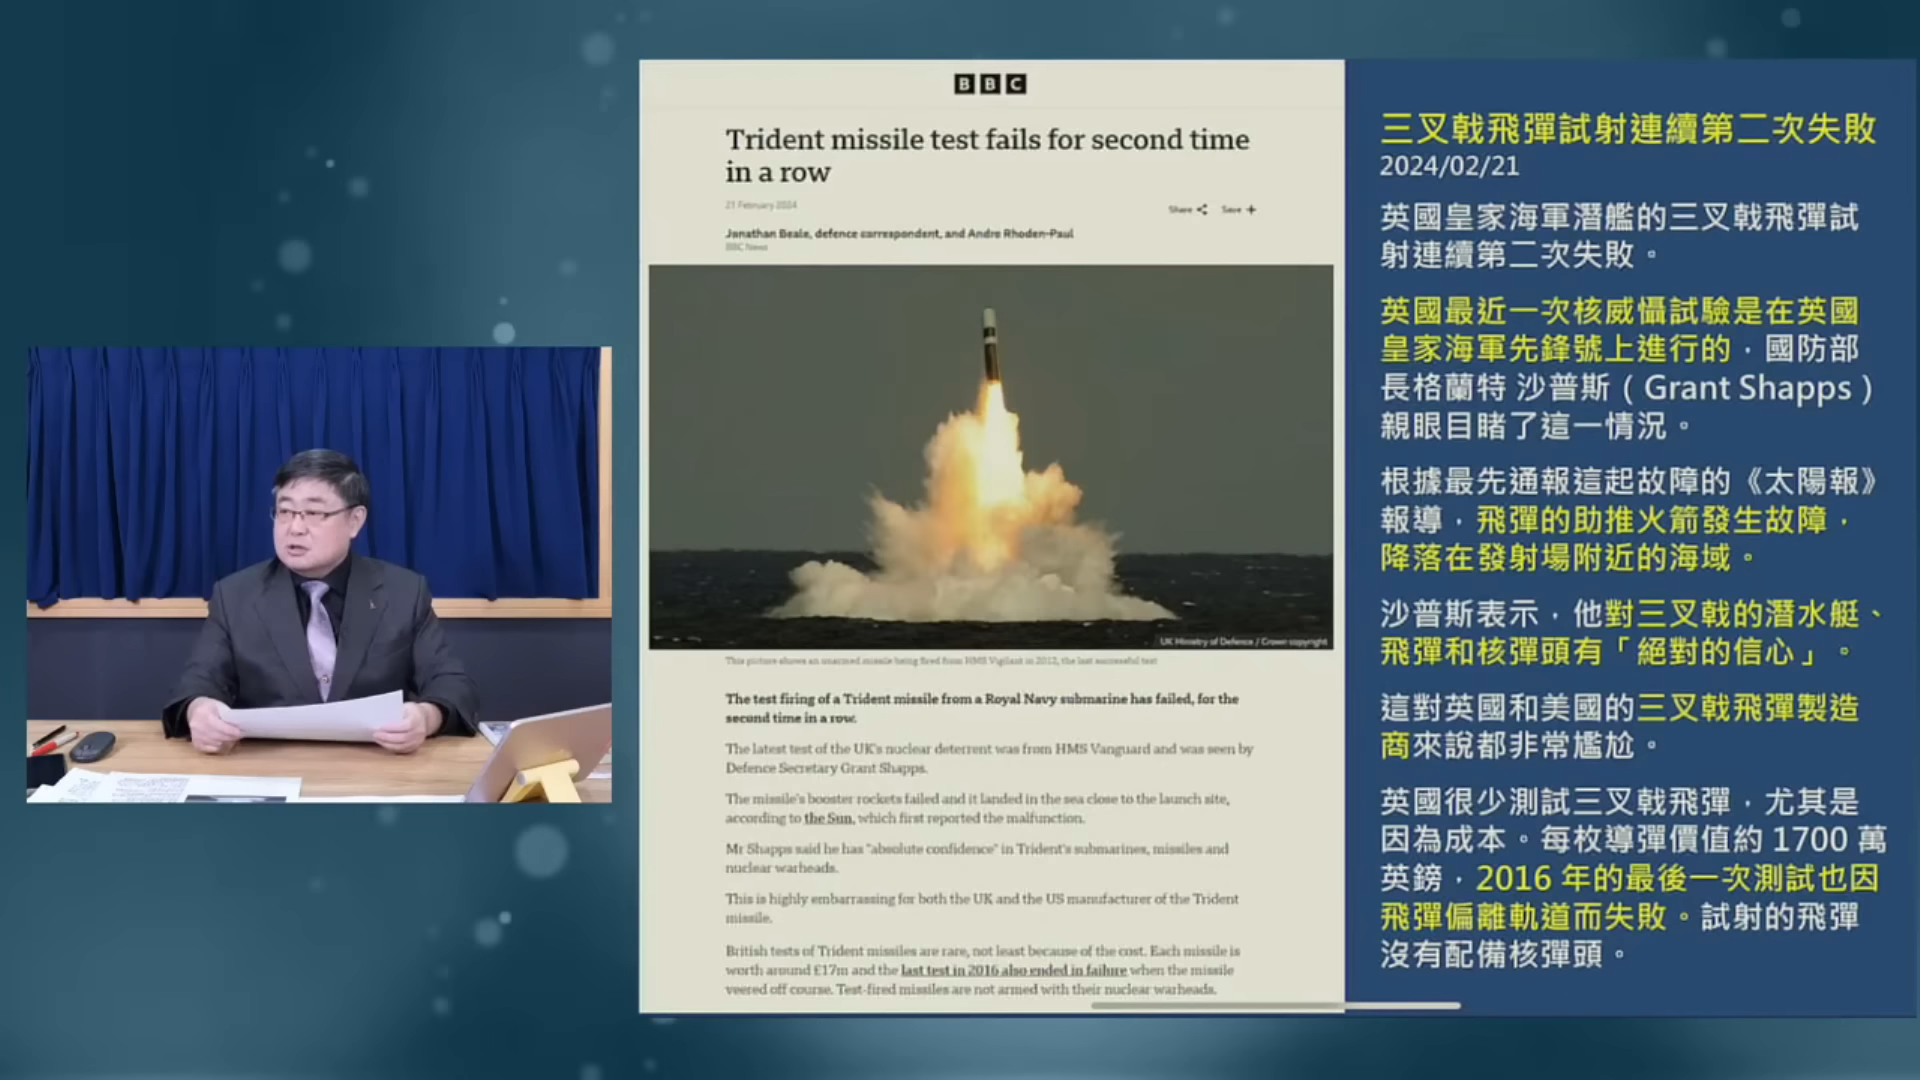 BBC
Trident missile test fails for second time
in a row
21 February 2024
Share
Save
Jonathan Beale, defence correspondent, and Andre Rhoden-Paul
BBC News
UK Ministry of Defence / Crown copyright
This picture shows an unarmed missile being fired from HMS Vigilant in 2012, the last successful test
The test firing of a Trident missile from a Royal Navy submarine has failed, for the
second time in a row.
The latest test of the UK's nuclear deterrent was from HMS Vanguard and was seen by
Defence Secretary Grant Shapps.
The missile's booster rockets failed and it landed in the sea close to the launch site,
according to the Sun, which first reported the malfunction.
Mr Shapps said he has "absolute confidence" in Trident's submarines, missiles and
nuclear warheads.
This is highly embarrassing for both the UK and the US manufacturer of the Trident
missile.
British tests of Trident missiles are rare, not least because of the cost. Each missile is
worth around £17m and the last test in 2016 also ended in failure when the missile
veered off course. Test-fired missiles are not armed with their nuclear warheads.
三叉戟飛彈試射連續第二次失敗
2024/02/21
英國皇家海軍潛艦的三叉戟飛彈試
射連續第二次失敗。
英國最近一次核威懾試驗是在英國
皇家海軍先鋒號上進行的，國防部
長格蘭特 沙普斯（Grant Shapps）
親眼目睹了這一情況。
根據最先通報這起故障的《太陽報》
報導，飛彈的助推火箭發生故障，
降落在發射場附近的海域。
沙普斯表示，他對三叉戟的潛水艇、
飛彈和核彈頭有「絕對的信心」。
這對英國和美國的三叉戟飛彈製造
商來說都非常尷尬。
英國很少測試三叉戟飛彈，尤其是
因為成本。每枚導彈價值約 1700 萬
英鎊，2016 年的最後一次測試也因
飛彈偏離軌道而失敗。試射的飛彈
沒有配備核彈頭。